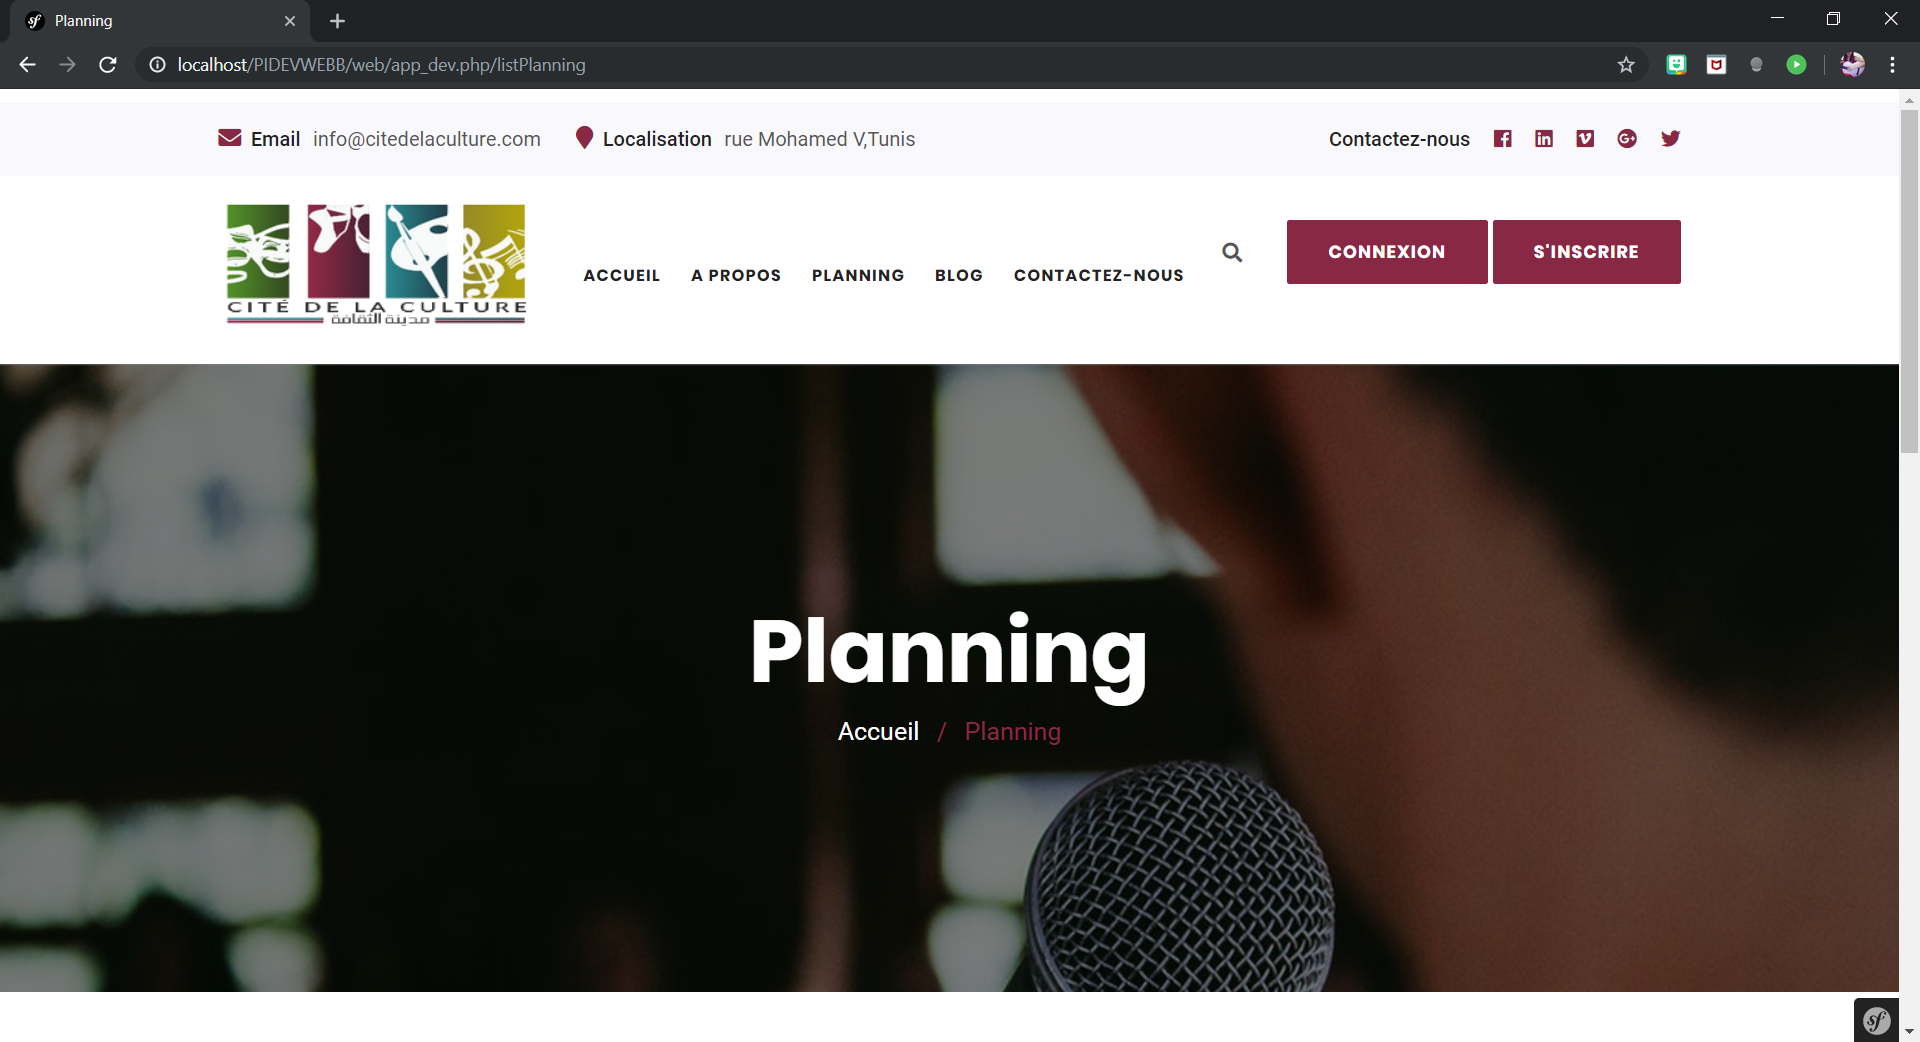 Planning
localhost/PIDEVWEBB/web/app_dev.php/listPlanning
Email info@citedelaculture.com Localisation rue Mohamed V,Tunis Contactez-nous
CITÉ DE LA CULTURE
مدينة الثقافة
ACCUEIL A PROPOS PLANNING BLOG CONTACTEZ-NOUS
CONNEXION S'INSCRIRE
Planning
Accueil / Planning